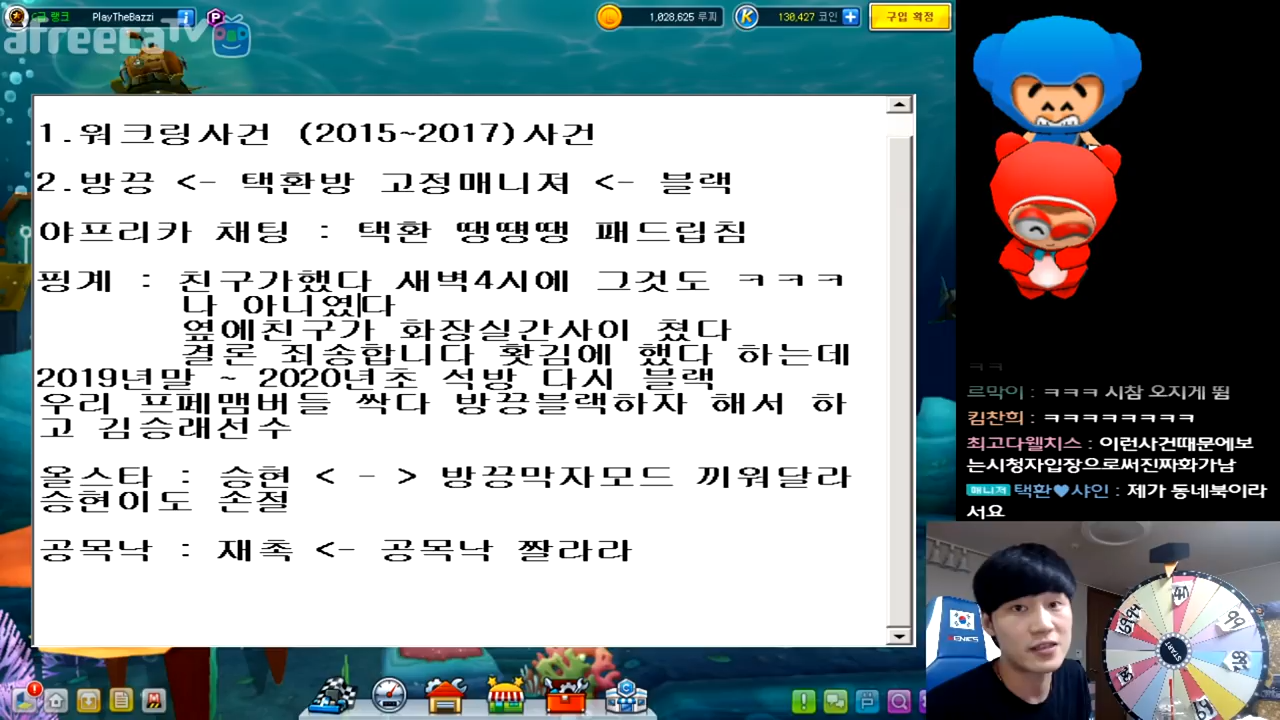 랭크
PlayTheBazzi
afreecaTV
1,028,625 루찌
130,427 코인
구입 확정
1.워크링사건 (2015~2017)사건
2.방끙 <- 택환방 고정매니져 <- 블랙
아프리카 채팅 : 택환 땡떙땡 패드립침
핑계 : 친구가했다 새벽4시에 그것도 ㅋㅋㅋ
나 아니였다
옆에친구가 화장실간사이 쳤다
결론 죄송합니다 홧김에 했다 하는데
2019년말 ~ 2020년초 석방 다시 블랙
우리 프페맴버들 싹다 방끙블랙하자 해서 하
고 김승래선수
올스타 : 승현 < - > 방끙막자모드 끼워달라
승현이도 손절
공목낙 : 재촉 <- 공목낙 짤라라
ㅋㅋ
르막이 : ㅋㅋㅋ 시참 오지게 뜀
킴찬희 : ㅋㅋㅋㅋㅋㅋㅋㅋ
최고다웰치스 : 이런사건때문에보
는시청자입장으로써진짜화가남
매니저 택환♥샤인 : 제가 동네북이라
서요
XENICS
START